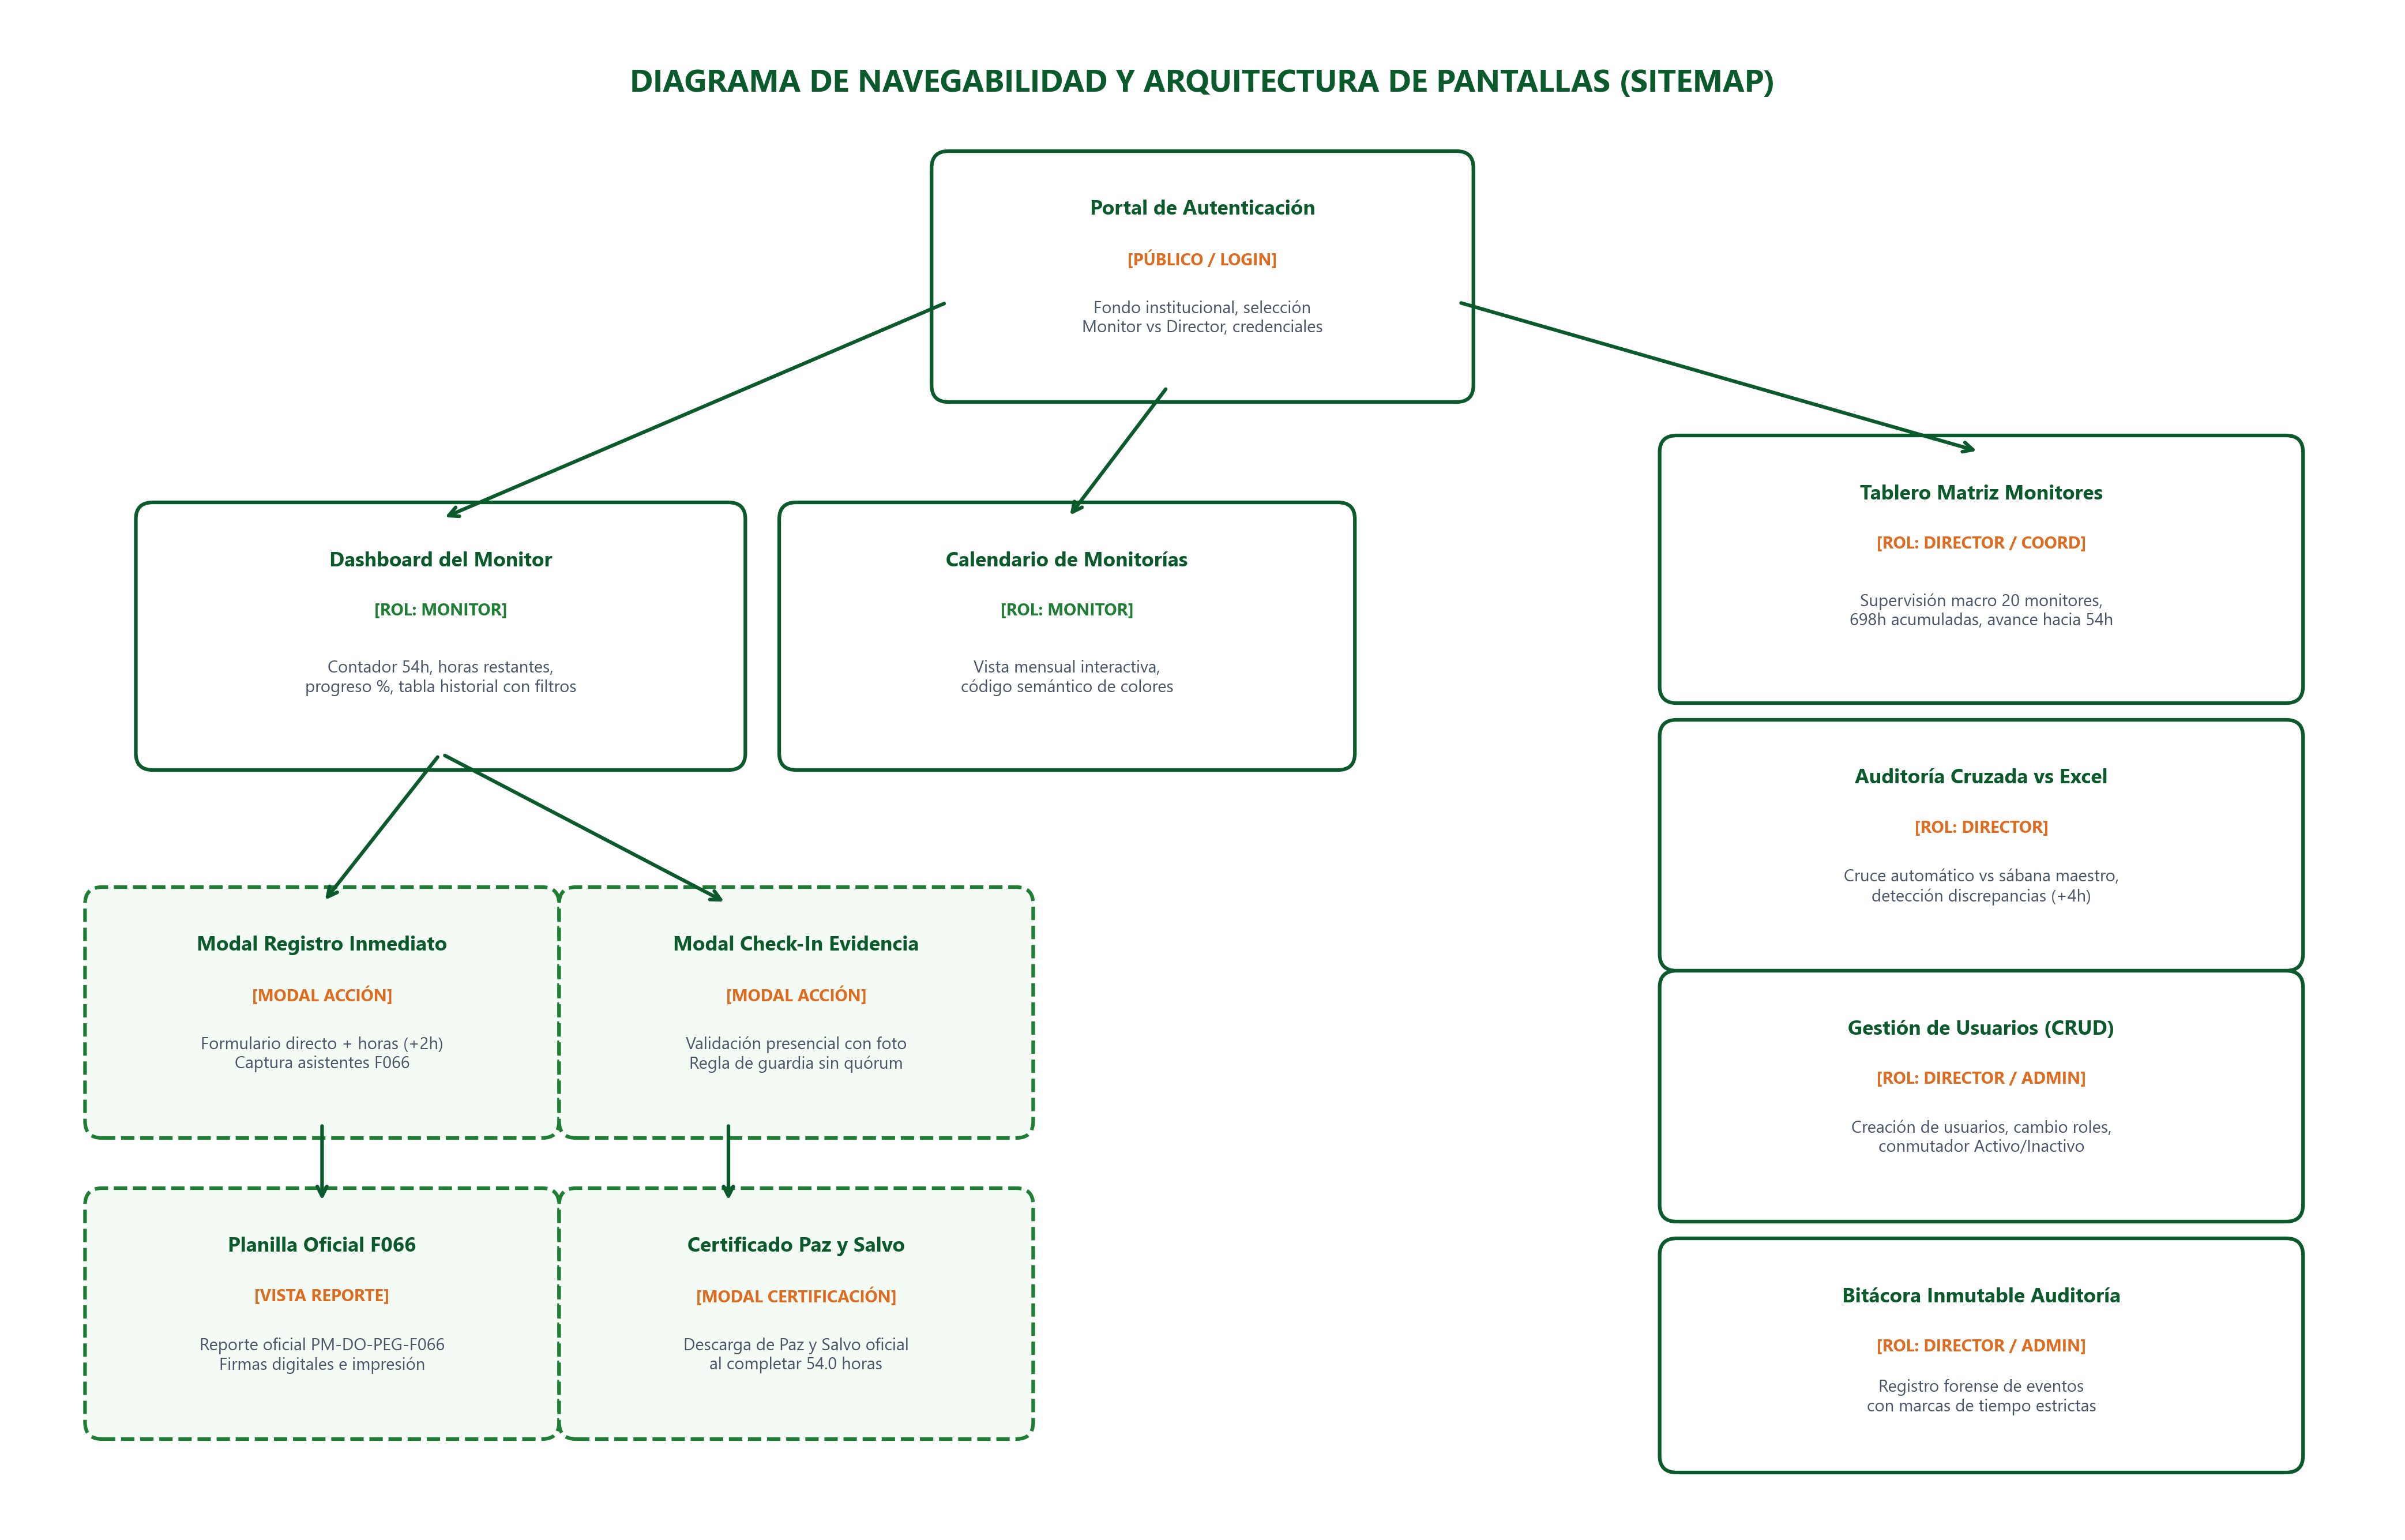 DIAGRAMA DE NAVEGABILIDAD Y ARQUITECTURA DE PANTALLAS (SITEMAP)
Portal de Autenticación
[PÚBLICO / LOGIN]
Fondo institucional, selección
Monitor vs Director, credenciales
Dashboard del Monitor
[ROL: MONITOR]
Contador 54h, horas restantes,
progreso %, tabla historial con filtros
Calendario de Monitorías
[ROL: MONITOR]
Vista mensual interactiva,
código semántico de colores
Tablero Matriz Monitores
[ROL: DIRECTOR / COORD]
Supervisión macro 20 monitores,
698h acumuladas, avance hacia 54h
Auditoría Cruzada vs Excel
[ROL: DIRECTOR]
Cruce automático vs sábana maestro,
detección discrepancias (+4h)
Modal Registro Inmediato
[MODAL ACCIÓN]
Formulario directo + horas (+2h)
Captura asistentes F066
Modal Check-In Evidencia
[MODAL ACCIÓN]
Validación presencial con foto
Regla de guardia sin quórum
Gestión de Usuarios (CRUD)
[ROL: DIRECTOR / ADMIN]
Creación de usuarios, cambio roles,
conmutador Activo/Inactivo
Planilla Oficial F066
[VISTA REPORTE]
Reporte oficial PM-DO-PEG-F066
Firmas digitales e impresión
Certificado Paz y Salvo
[MODAL CERTIFICACIÓN]
Descarga de Paz y Salvo oficial
al completar 54.0 horas
Bitácora Inmutable Auditoría
[ROL: DIRECTOR / ADMIN]
Registro forense de eventos
con marcas de tiempo estrictas